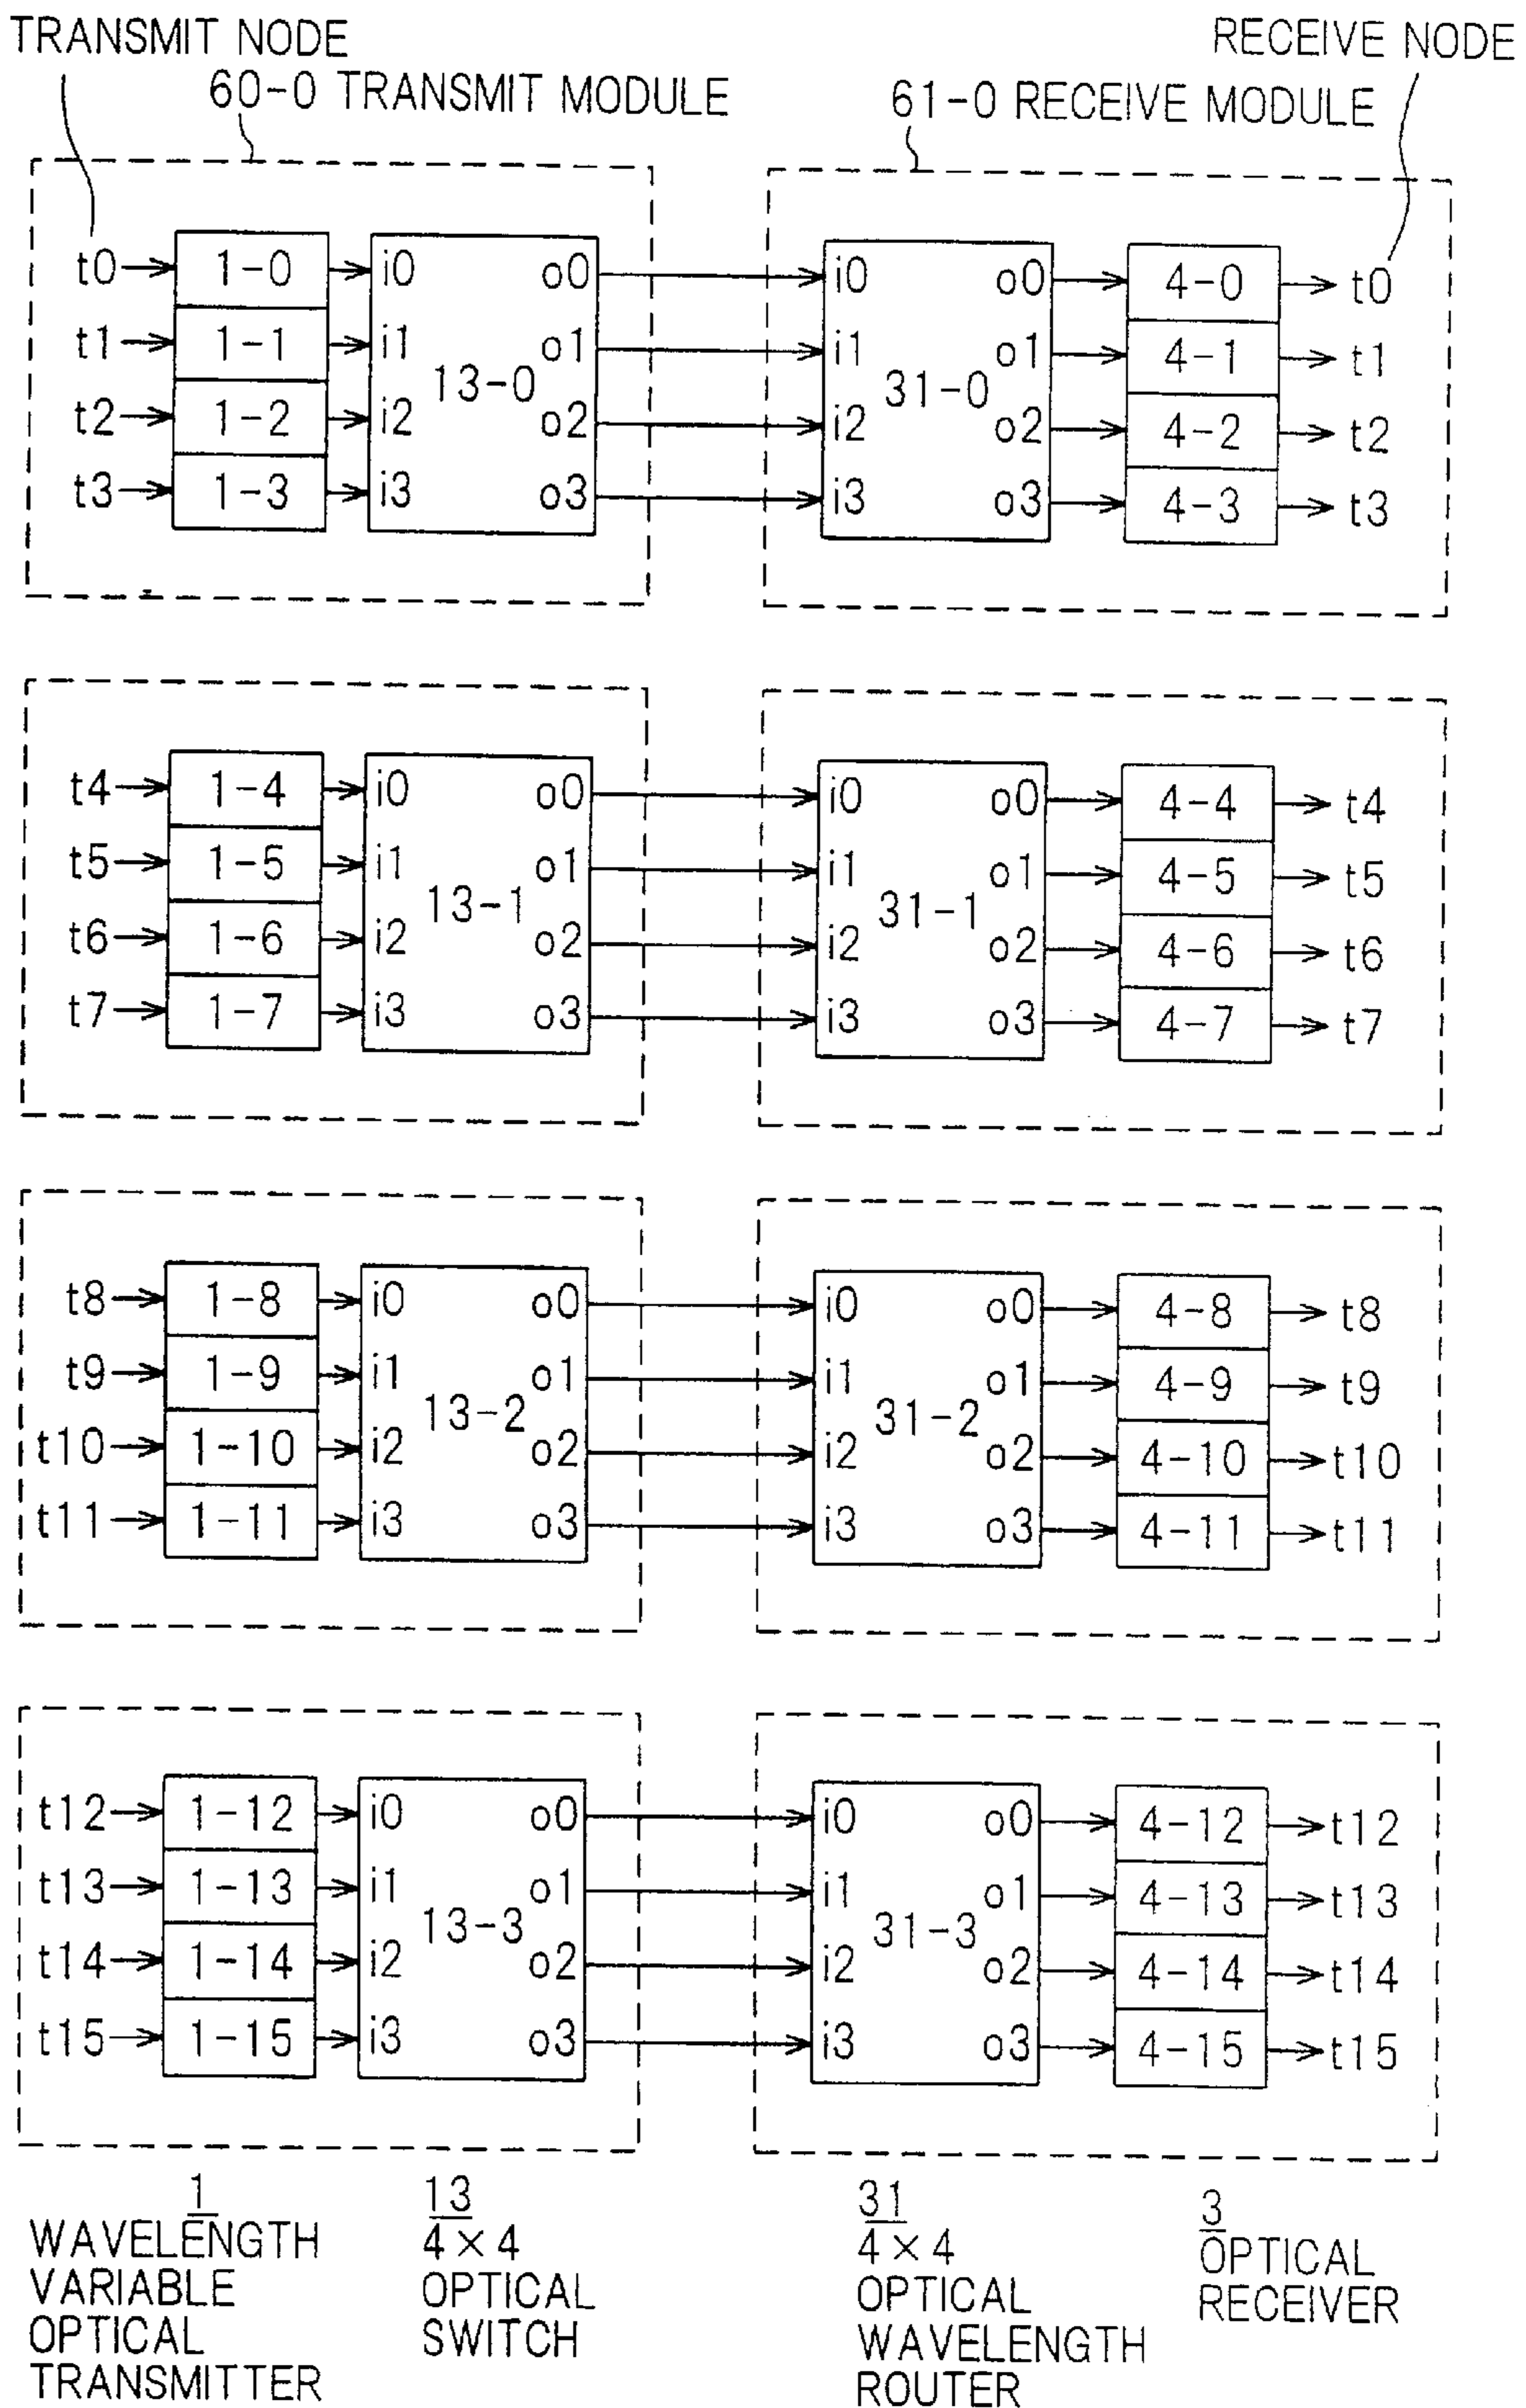 TRANSMIT NODE
RECEIVE NODE
60-0 TRANSMIT MODULE
61-0 RECEIVE MODULE
t0 1-0 i0 o0 i0 o0 4-0 t0
t1 1-1 i1 o1 i1 o1 4-1 t1
13-0 31-0
t2 1-2 i2 o2 i2 o2 4-2 t2
t3 1-3 i3 o3 i3 o3 4-3 t3
t4 1-4 i0 o0 i0 o0 4-4 t4
t5 1-5 i1 o1 i1 o1 4-5 t5
13-1 31-1
t6 1-6 i2 o2 i2 o2 4-6 t6
t7 1-7 i3 o3 i3 o3 4-7 t7
t8 1-8 i0 o0 i0 o0 4-8 t8
t9 1-9 i1 o1 i1 o1 4-9 t9
13-2 31-2
t10 1-10 i2 o2 i2 o2 4-10 t10
t11 1-11 i3 o3 i3 o3 4-11 t11
t12 1-12 i0 o0 i0 o0 4-12 t12
t13 1-13 i1 o1 i1 o1 4-13 t13
13-3 31-3
t14 1-14 i2 o2 i2 o2 4-14 t14
t15 1-15 i3 o3 i3 o3 4-15 t15
1
WAVELENGTH
VARIABLE
OPTICAL
TRANSMITTER
13
4×4
OPTICAL
SWITCH
31
4×4
OPTICAL
WAVELENGTH
ROUTER
3
OPTICAL
RECEIVER